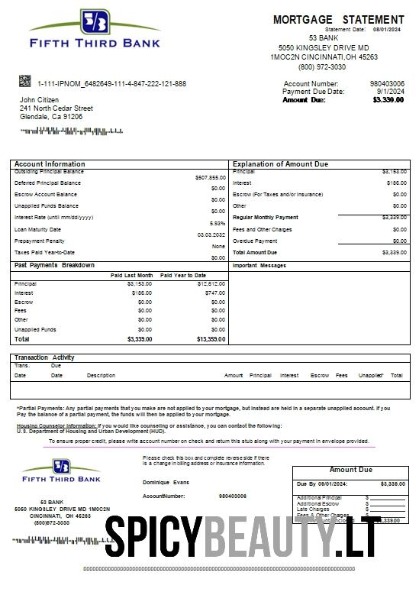 FIFTH THIRD BANK
MORTGAGE STATEMENT
Statement Date: 08/01/2024
53 BANK
5050 KINGSLEY DRIVE MD
1MOC2N CINCINNATI,OH 45263
(800) 972-3030
1-111-IPNOM_6482649-111-4-847-222-121-888
Account Number: 980403006
Payment Due Date: 9/1/2024
Amount Due: $3,339.00
John Citizen
241 North Cedar Street
Glendale, Ca 91206
Account Information
Outstanding Principal Balance
$507,855.00
Deferred Principal Balance
$0.00
Escrow Account Balance
$0.00
Unapplied Funds Balance
$0.00
Interest Rate (until mm/dd/yyyy)
Loan Maturity Date
Prepayment Penalty
None
Taxes Paid Year-to-Date
$0.00
Explanation of Amount Due
Principal $3,153.00
Interest $186.00
Escrow (For Taxes and/or Insurance) $0.00
Other $0.00
Regular Monthly Payment $3,339.00
Fees and Other Charges $0.00
Overdue Payment $0.00
Total Amount Due $3,339.00
Past Payments Breakdown
Paid Last Month Paid Year to Date
Principal $3,153.00 $12,612.00
Interest $186.00 $747.00
Escrow $0.00 $0.00
Fees $0.00 $0.00
Other $0.00 $0.00
Unapplied Funds $0.00 $0.00
Total $3,339.00 $13,359.00
Important Messages
Transaction Activity
Trans. Due
Date Date Description Amount Principal Interest Escrow Fees Unapplied* Total
*Partial Payments: Any partial payments that you make are not applied to your mortgage, but instead are held in a separate unapplied account. If you
Pay the balance of a partial payment, the funds will then be applied to your mortgage.
Housing Counselor Information: If you would like counseling or assistance, you can contact the following:
U.S. Department of Housing and Urban Development (HUD).
To ensure proper credit, please write account number on check and return this stub along with your payment in envelope provided.
FIFTH THIRD BANK
Please check this box and complete reverse side if there
is a change in billing address or insurance information.
Dominique Evans
Account Number: 980403006
53 BANK
5050 KINGSLEY DRIVE MD 1M0C2N
CINCINNATI, OH 45263
(800)972-3030
Amount Due
Due By 08/01/2024: $3,339.00
Additional Principal $
Additional Escrow $
Late Charges $
Fees & Other Charges $
SPICYBEAUTY.LT